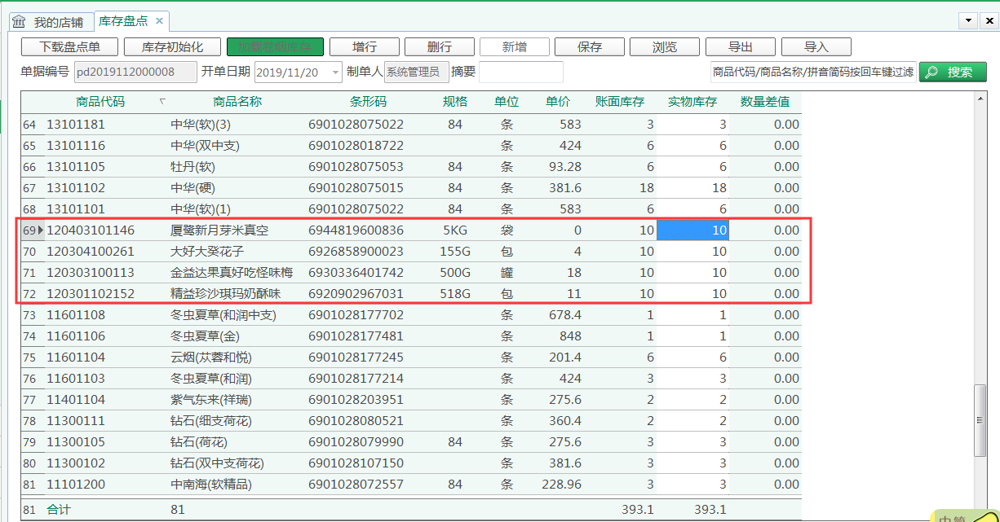 我的店铺 库存盘点
下载盘点单 库存初始化 加载卷烟库存 增行 删行 新增 保存 浏览 导出 导入
单据编号 pd2019112000008 开单日期 2019/11/20 制单人 系统管理员 摘要 商品代码/商品名称/拼音简码按回车键过滤 搜索
商品代码 商品名称 条形码 规格 单位 单价 账面库存 实物库存 数量差值
64 13101181 中华(软)(3) 6901028075022 84 条 583 3 3 0.00
65 13101116 中华(双中支) 6901028018722 条 424 6 6 0.00
66 13101105 牡丹(软) 6901028075053 84 条 93.28 6 6 0.00
67 13101102 中华(硬) 6901028075015 84 条 381.6 18 18 0.00
68 13101101 中华(软)(1) 6901028075022 84 条 583 6 6 0.00
69 120403101146 厦鹭新月芽米真空 6944819600836 5KG 袋 0 10 10 0.00
70 120304100261 大好大葵花子 6926858900023 155G 包 4 10 10 0.00
71 120303100113 金益达果真好吃怪味梅 6930336401742 500G 罐 18 10 10 0.00
72 120301102152 精益珍沙琪玛奶酥味 6920902967031 518G 包 11 10 10 0.00
73 11601108 冬虫夏草(和润中支) 6901028177702 条 678.4 1 1 0.00
74 11601106 冬虫夏草(金) 6901028177481 条 848 1 1 0.00
75 11601104 云烟(苁蓉和悦) 6901028177245 条 201.4 6 6 0.00
76 11601103 冬虫夏草(和润) 6901028177214 条 424 3 3 0.00
77 11401104 紫气东来(祥瑞) 6901028203951 条 275.6 2 2 0.00
78 11300111 钻石(细支荷花) 6901028080521 条 360.4 2 2 0.00
79 11300105 钻石(荷花) 6901028079990 84 条 275.6 3 3 0.00
80 11300102 钻石(双中支荷花) 6901028107150 条 381.6 3 3 0.00
81 11101200 中南海(软精品) 6901028072557 84 条 228.96 3 3 0.00
81 合计 81 393.1 393.1